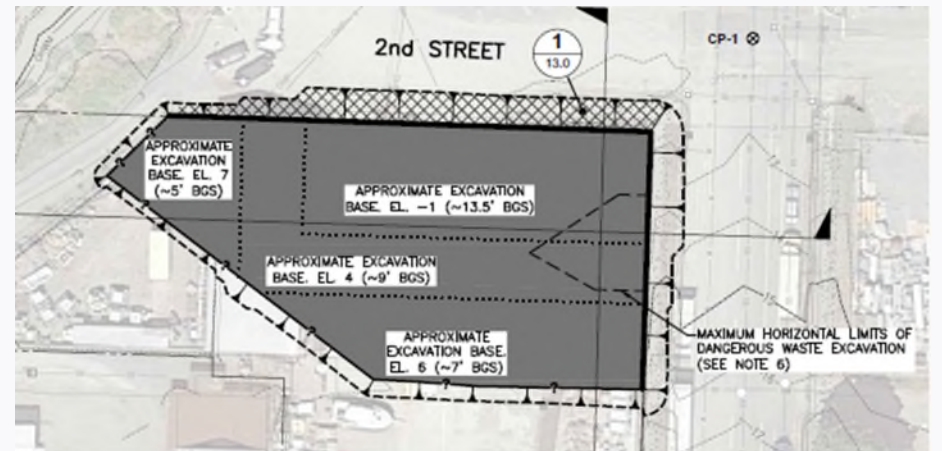 2nd STREET
1
13.0
CP-1
APPROXIMATE
EXCAVATION
BASE. EL. 7
(~5' BGS)
APPROXIMATE EXCAVATION
BASE. EL. -1 (~13.5' BGS)
APPROXIMATE EXCAVATION
BASE. EL. 4 (~9' BGS)
APPROXIMATE
EXCAVATION BASE.
EL. 6 (~7' BGS)
MAXIMUM HORIZONTAL LIMITS OF
DANGEROUS WASTE EXCAVATION
(SEE NOTE 6)
?
?
?
?
?
?